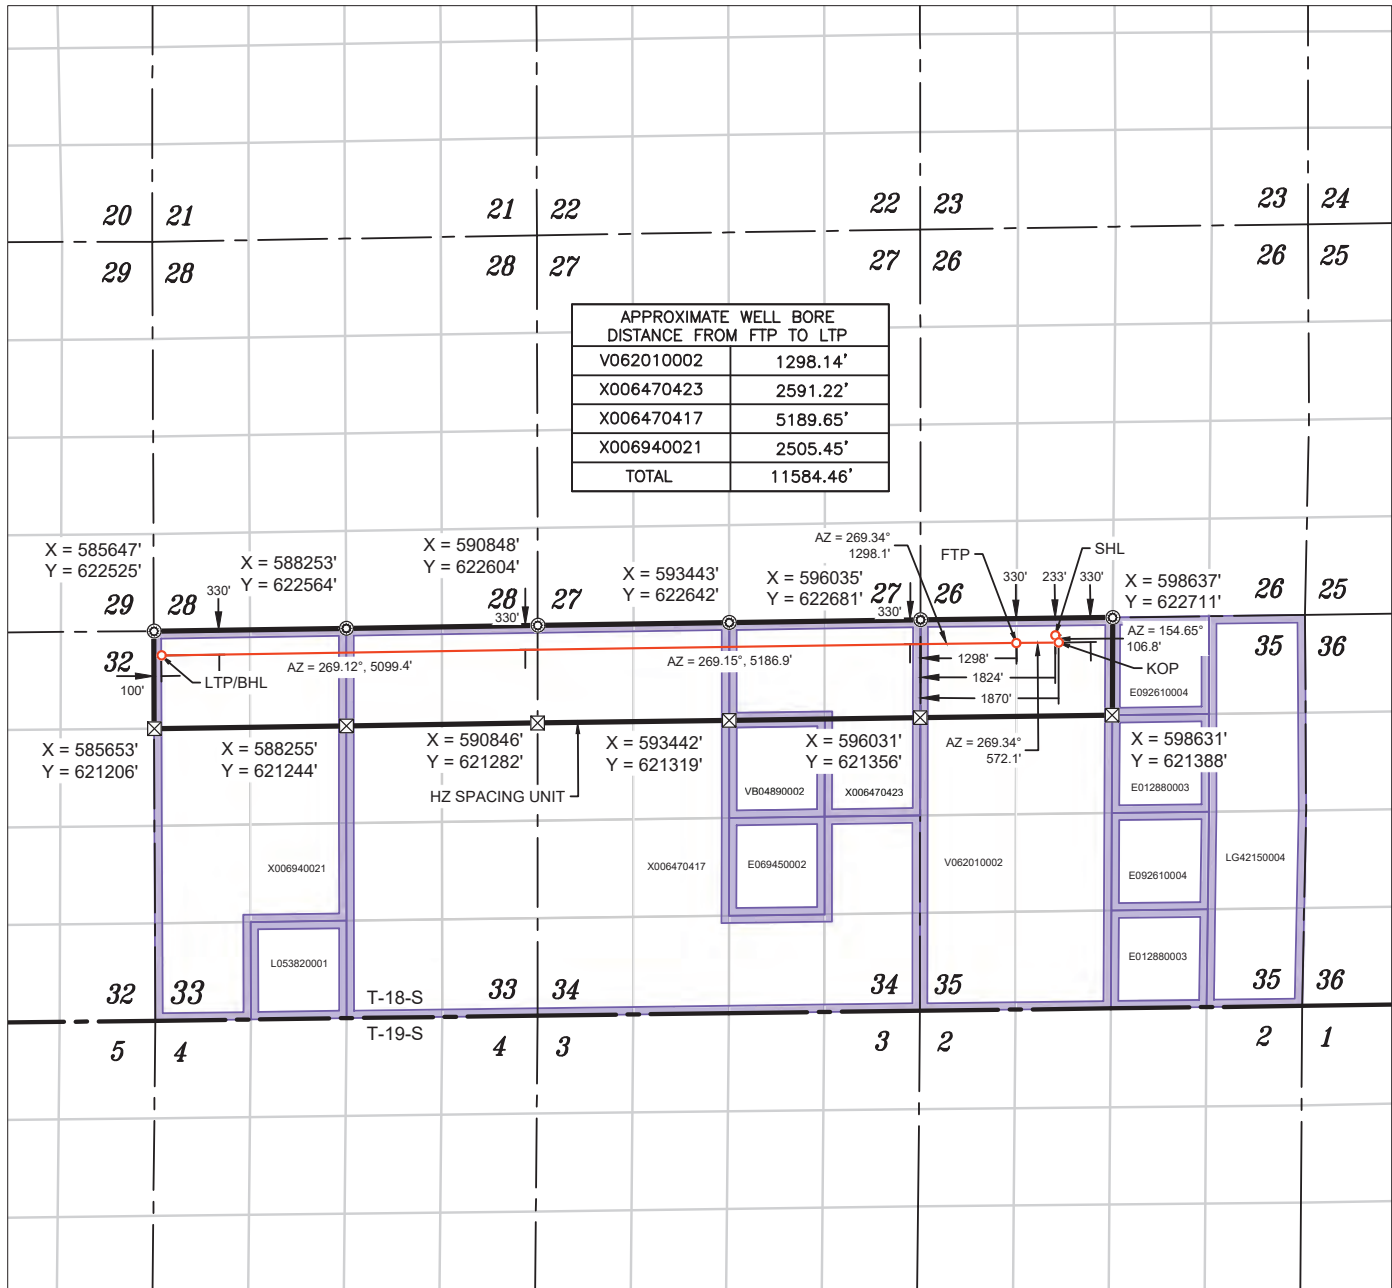 20 21
21 22
22 23
23 24
29 28
28 27
27 26
26 25
APPROXIMATE WELL BORE
DISTANCE FROM FTP TO LTP
V062010002 1298.14'
X006470423 2591.22'
X006470417 5189.65'
X006940021 2505.45'
TOTAL 11584.46'
X = 585647'
Y = 622525'
X = 588253'
Y = 622564'
X = 590848'
Y = 622604'
X = 593443'
Y = 622642'
X = 596035'
Y = 622681'
AZ = 269.34°
1298.1'
FTP
SHL
X = 598637'
Y = 622711'
330'
330'
330'
330'
233'
330'
29 28
28 27
27 26
26 25
32
100'
LTP/BHL
AZ = 269.12°, 5099.4'
AZ = 269.15°, 5186.9'
1298'
1824'
1870'
AZ = 154.65°
106.8'
KOP
35 36
E092610004
X = 585653'
Y = 621206'
X = 588255'
Y = 621244'
X = 590846'
Y = 621282'
X = 593442'
Y = 621319'
X = 596031'
Y = 621356'
AZ = 269.34°
572.1'
X = 598631'
Y = 621388'
HZ SPACING UNIT
VB04890002
X006470423
E012880003
X006940021
X006470417
E069450002
V062010002
E092610004
LG42150004
L053820001
E012880003
32 33
T-18-S
33 34
34 35
35 36
T-19-S
5 4
4 3
3 2
2 1